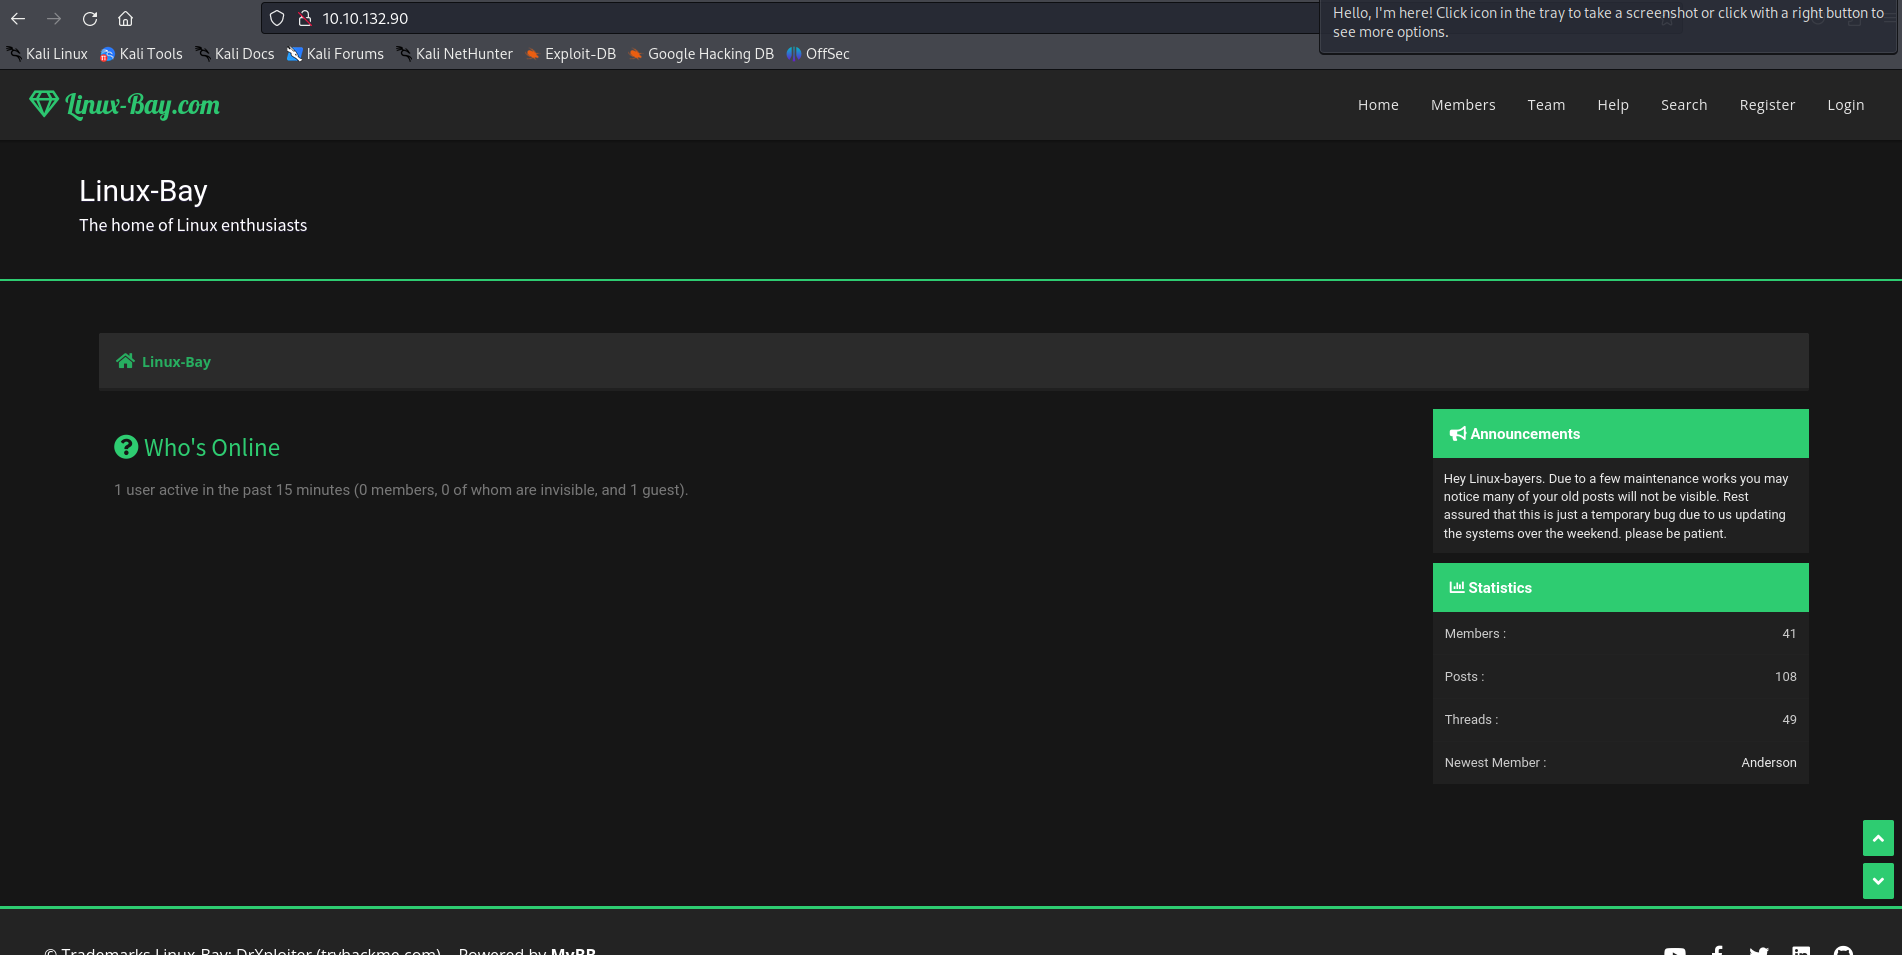 10.10.132.90
Hello, I'm here! Click icon in the tray to take a screenshot or click with a right button to
see more options.
Kali Linux Kali Tools Kali Docs Kali Forums Kali NetHunter Exploit-DB Google Hacking DB OffSec
Linux-Bay.com
Home Members Team Help Search Register Login
Linux-Bay
The home of Linux enthusiasts
Linux-Bay
Who's Online
1 user active in the past 15 minutes (0 members, 0 of whom are invisible, and 1 guest).
Announcements
Hey Linux-bayers. Due to a few maintenance works you may
notice many of your old posts will not be visible. Rest
assured that this is just a temporary bug due to us updating
the systems over the weekend. please be patient.
Statistics
Members : 41
Posts : 108
Threads : 49
Newest Member : Anderson
© Trademarks Linux-Bay: DrXploiter (tryhackme.com) Powered by MyBB